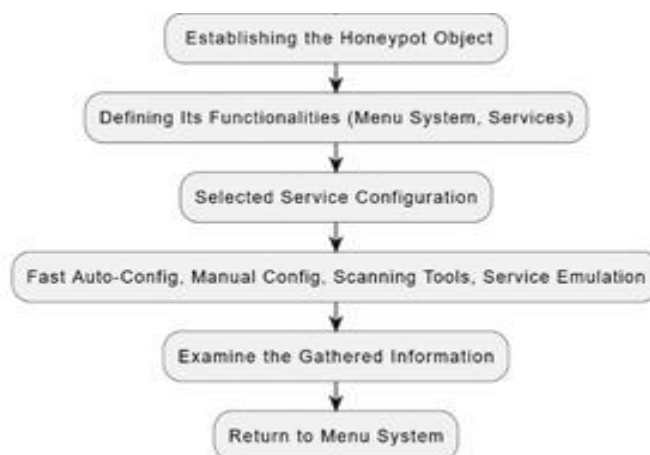 Establishing the Honeypot Object
Defining Its Functionalities (Menu System, Services)
Selected Service Configuration
Fast Auto-Config, Manual Config, Scanning Tools, Service Emulation
Examine the Gathered Information
Return to Menu System